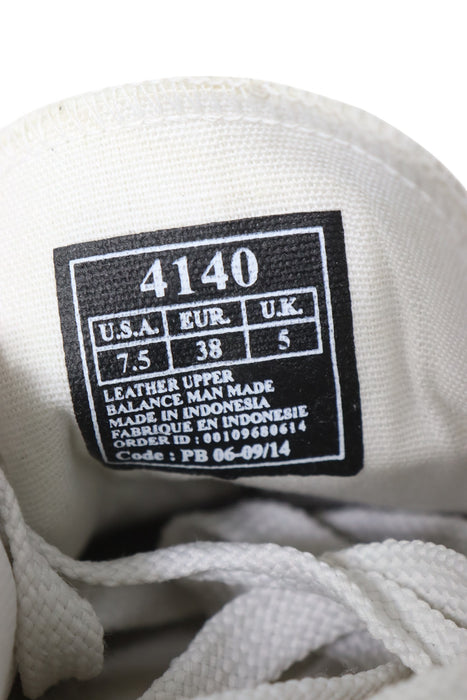 4140
U.S.A. EUR. U.K.
7.5 38 5
LEATHER UPPER
BALANCE MAN MADE
MADE IN INDONESIA
FABRIQUE EN INDONESIE
ORDER ID : 00109680614
Code : PB 06-09/14